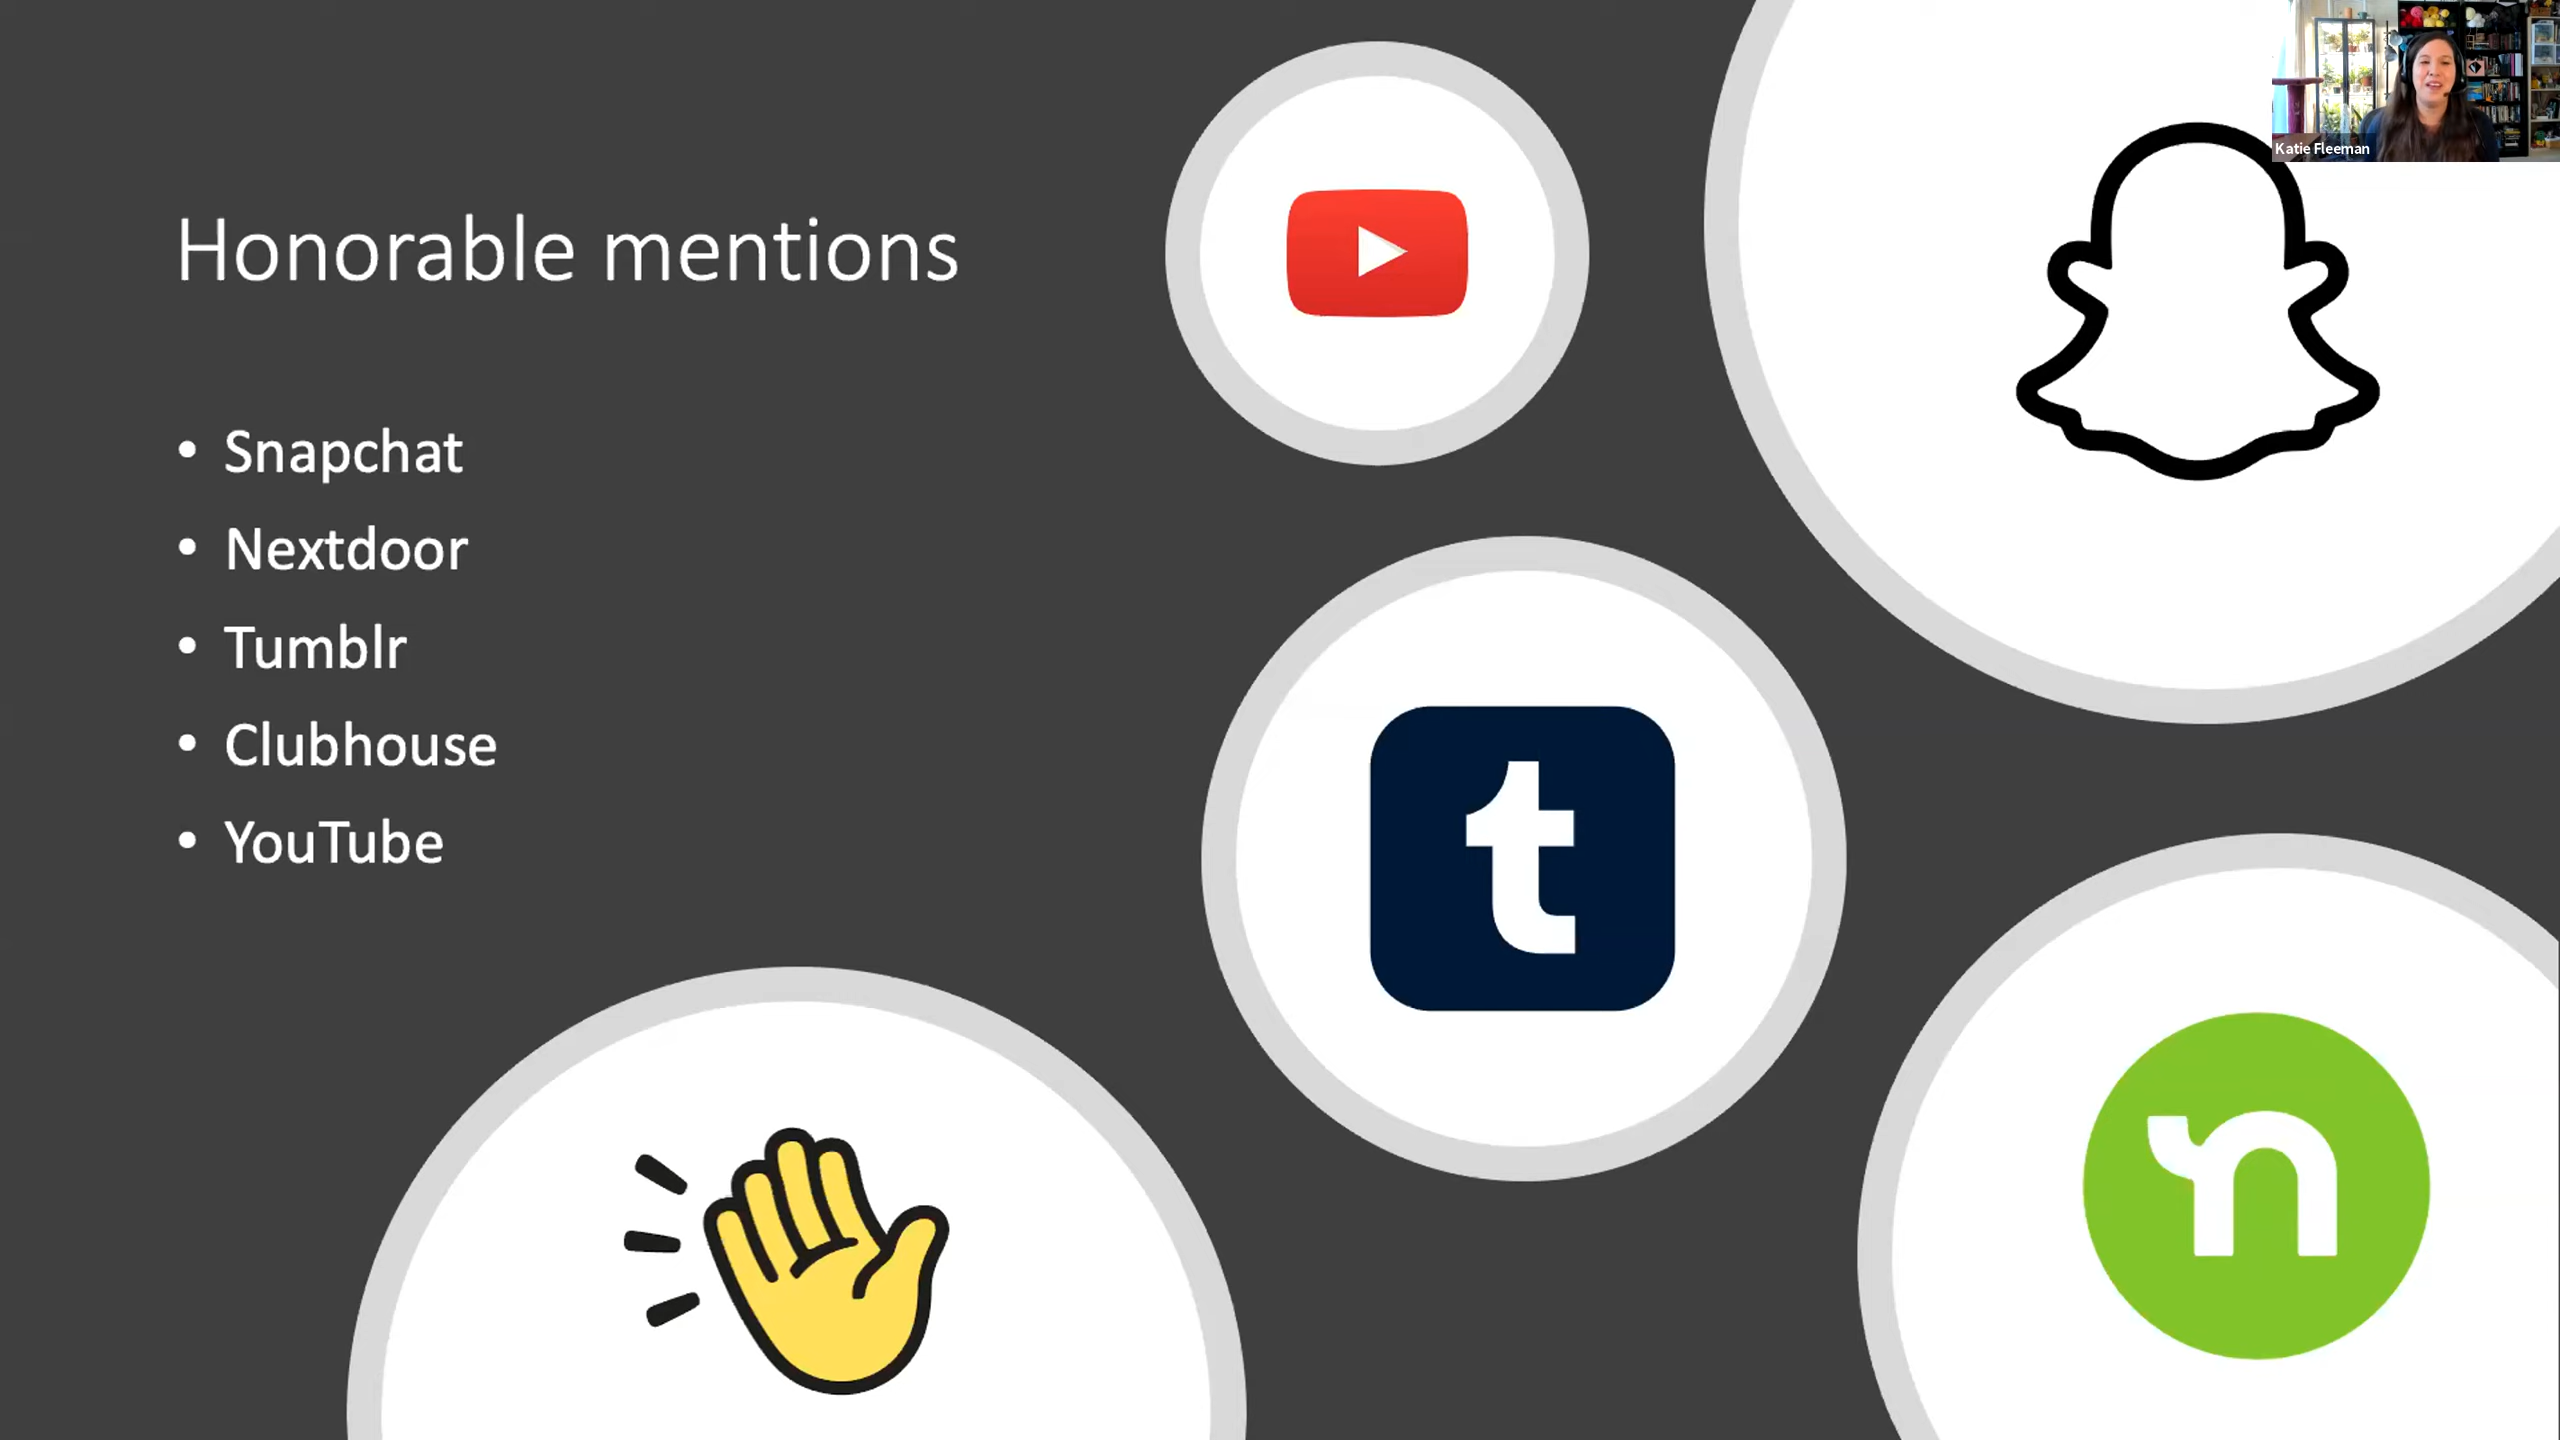 Katie Fleeman
Honorable mentions
• Snapchat
• Nextdoor
• Tumblr
• Clubhouse
• YouTube
t
n